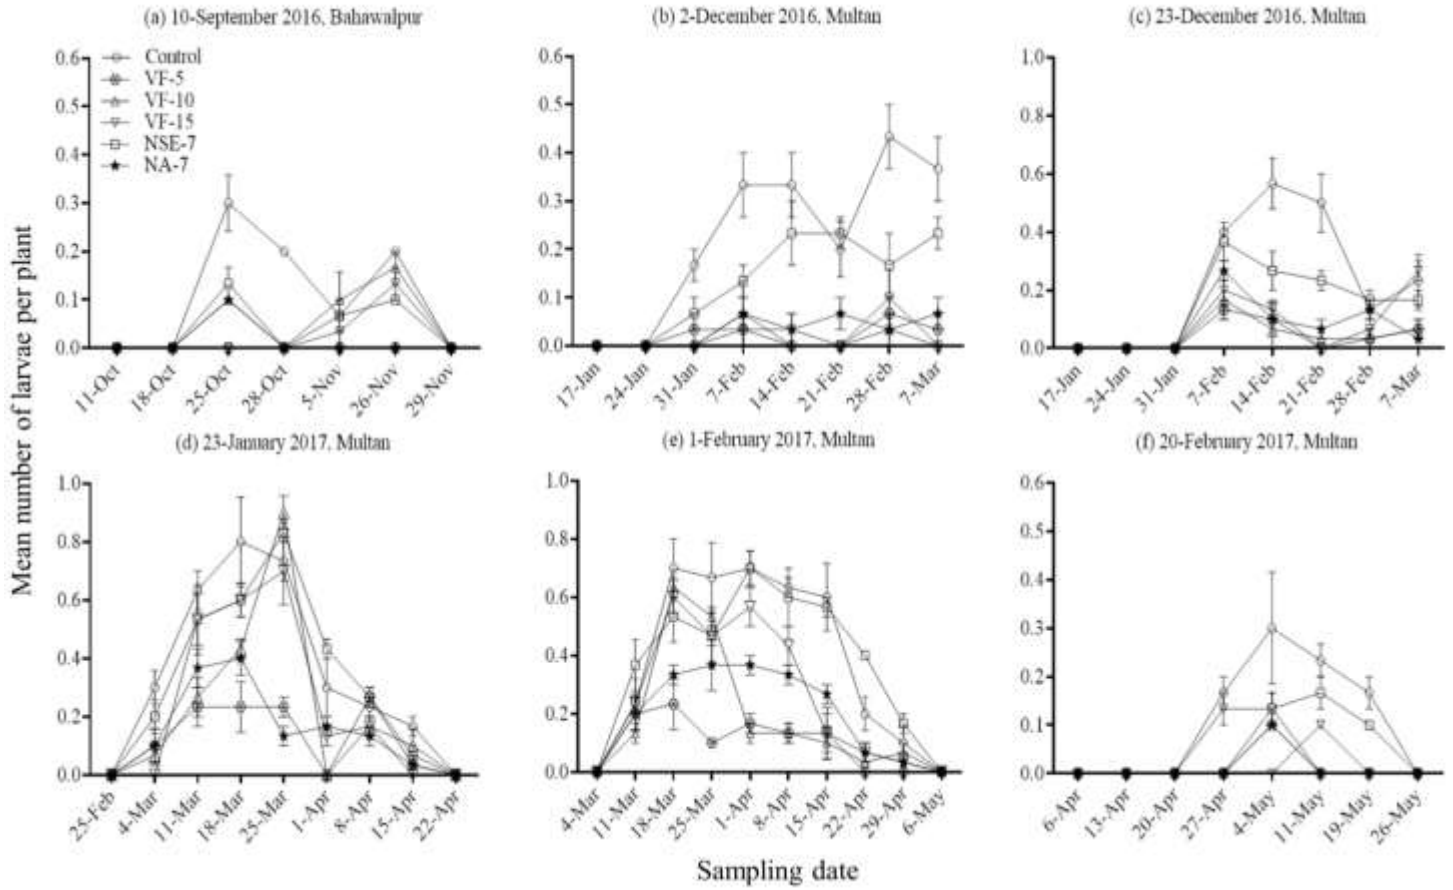 (a) 10-September 2016, Bahawalpur
0.6
0.5
0.4
0.3
0.2
0.1
0.0
Control
VF-5
VF-10
VF-15
NSE-7
NA-7
11-Oct
18-Oct
25-Oct
28-Oct
5-Nov
26-Nov
29-Nov
(b) 2-December 2016, Multan
0.6
0.5
0.4
0.3
0.2
0.1
0.0
17-Jan
24-Jan
31-Jan
7-Feb
14-Feb
21-Feb
28-Feb
7-Mar
(c) 23-December 2016, Multan
1.0
0.8
0.6
0.4
0.2
0.0
17-Jan
24-Jan
31-Jan
7-Feb
14-Feb
21-Feb
28-Feb
7-Mar
Mean number of larvae per plant
(d) 23-January 2017, Multan
1.0
0.8
0.6
0.4
0.2
0.0
25-Feb
4-Mar
11-Mar
18-Mar
25-Mar
1-Apr
8-Apr
15-Apr
22-Apr
(e) 1-February 2017, Multan
1.0
0.8
0.6
0.4
0.2
0.0
4-Mar
11-Mar
18-Mar
25-Mar
1-Apr
8-Apr
15-Apr
22-Apr
29-Apr
6-May
(f) 20-February 2017, Multan
0.6
0.5
0.4
0.3
0.2
0.1
0.0
6-Apr
13-Apr
20-Apr
27-Apr
4-May
11-May
19-May
26-May
Sampling date